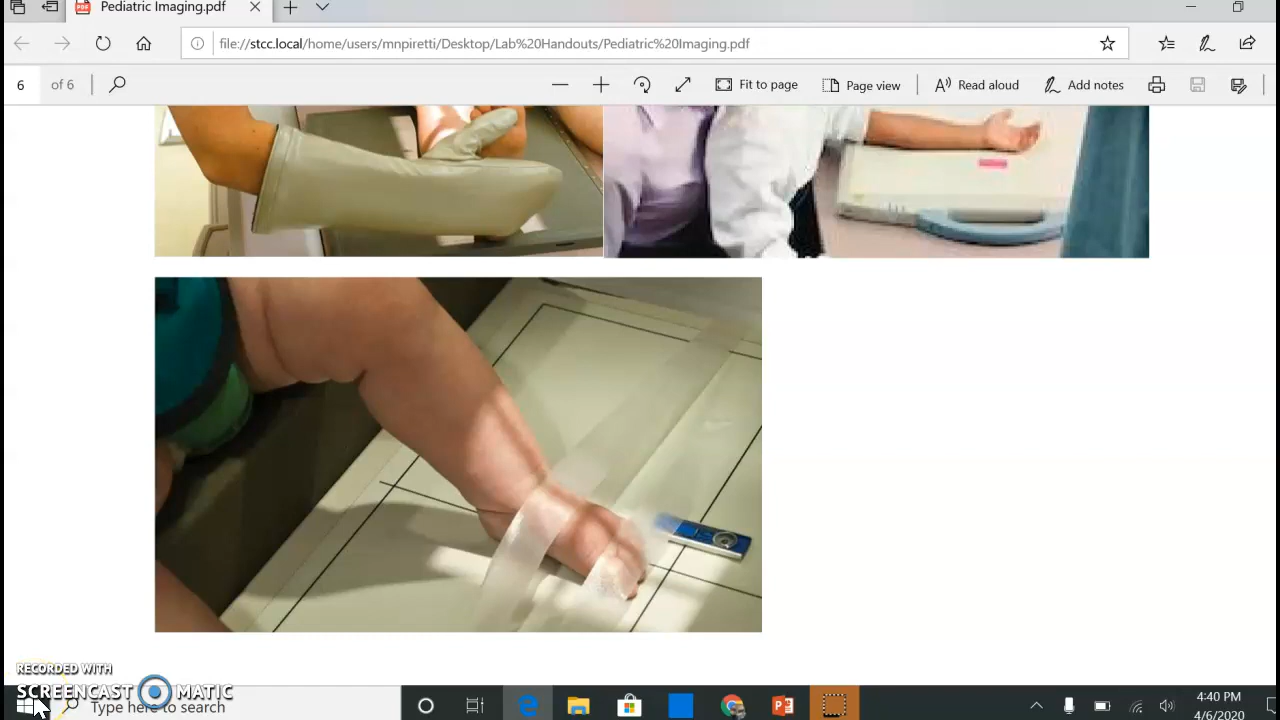 Pediatric Imaging.pdf
file://stcc.local/home/users/mnpiretti/Desktop/Lab%20Handouts/Pediatric%20Imaging.pdf
6 of 6 Fit to page Page view Read aloud Add notes
RECORDED WITH
SCREENCAST MATIC
Type here to search
4:40 PM
4/6/2020